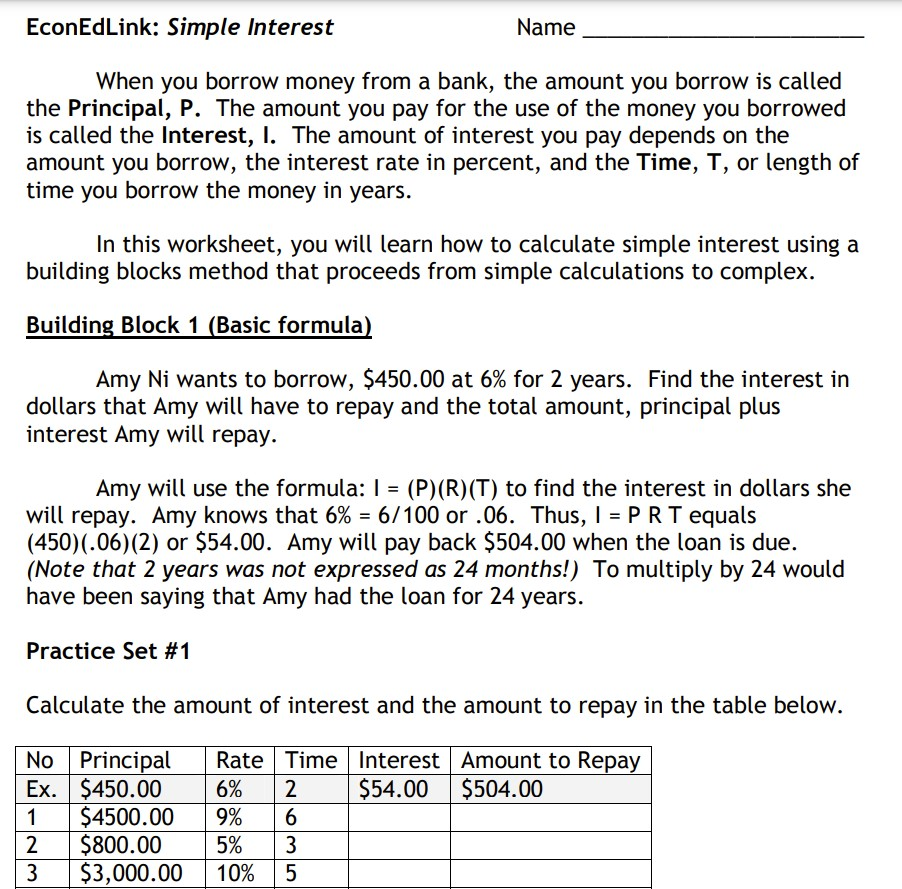 EconEdLink: Simple Interest Name ______________________
When you borrow money from a bank, the amount you borrow is called
the Principal, P. The amount you pay for the use of the money you borrowed
is called the Interest, I. The amount of interest you pay depends on the
amount you borrow, the interest rate in percent, and the Time, T, or length of
time you borrow the money in years.
In this worksheet, you will learn how to calculate simple interest using a
building blocks method that proceeds from simple calculations to complex.
Building Block 1 (Basic formula)
Amy Ni wants to borrow, $450.00 at 6% for 2 years. Find the interest in
dollars that Amy will have to repay and the total amount, principal plus
interest Amy will repay.
Amy will use the formula: I = (P)(R)(T) to find the interest in dollars she
will repay. Amy knows that 6% = 6/100 or .06. Thus, I = P R T equals
(450)(.06)(2) or $54.00. Amy will pay back $504.00 when the loan is due.
(Note that 2 years was not expressed as 24 months!) To multiply by 24 would
have been saying that Amy had the loan for 24 years.
Practice Set #1
Calculate the amount of interest and the amount to repay in the table below.
No Principal Rate Time Interest Amount to Repay
Ex. $450.00 6% 2 $54.00 $504.00
1 $4500.00 9% 6
2 $800.00 5% 3
3 $3,000.00 10% 5